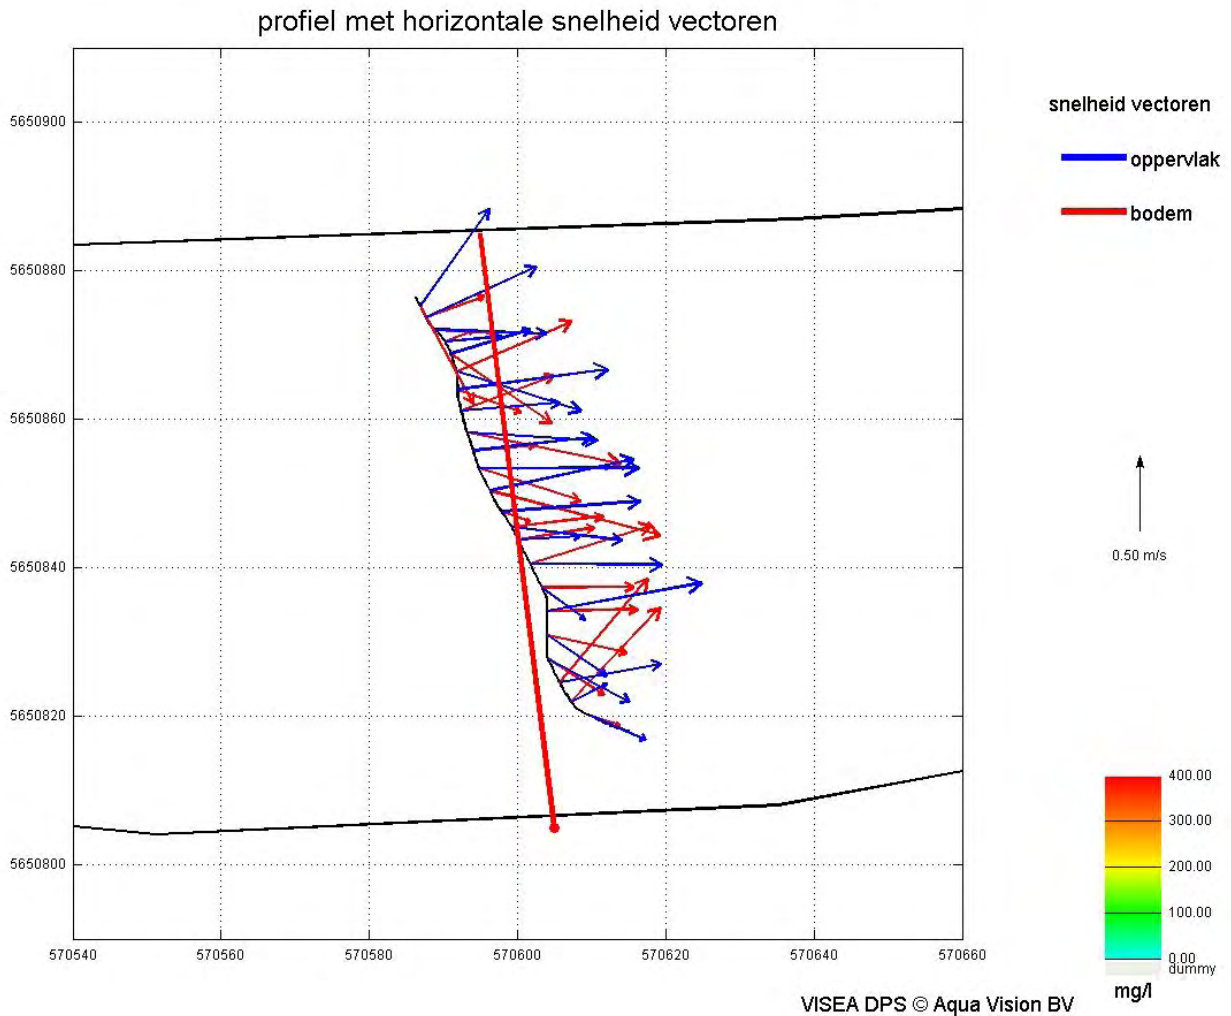 profiel met horizontale snelheid vectoren
snelheid vectoren
oppervlak
bodem
5650900
5650880
5650860
5650840
5650820
5650800
0.50 m/s
400.00
300.00
200.00
100.00
0.00
dummy
mg/l
570540 570560 570580 570600 570620 570640 570660
VISEA DPS © Aqua Vision BV